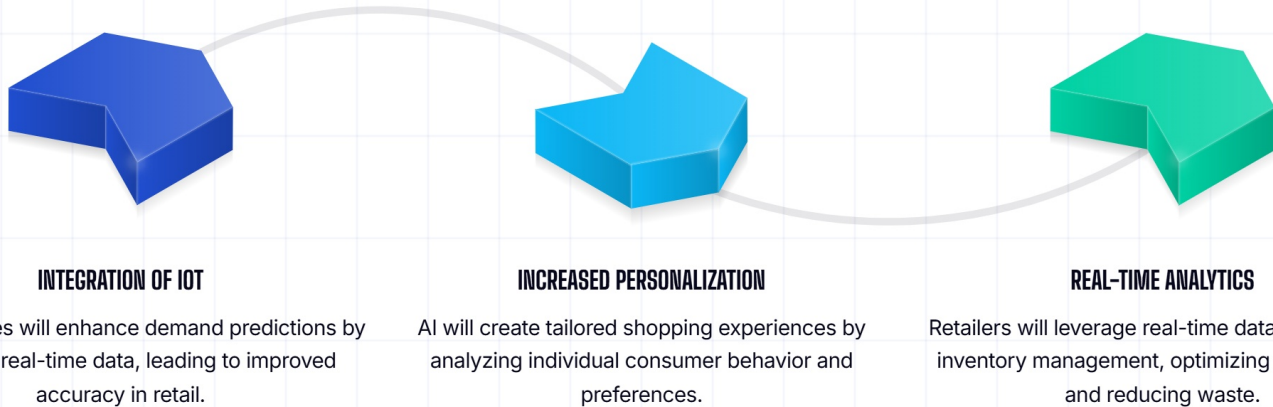 INTEGRATION OF IOT
will enhance demand predictions by
real-time data, leading to improved
accuracy in retail.
INCREASED PERSONALIZATION
AI will create tailored shopping experiences by
analyzing individual consumer behavior and
preferences.
REAL-TIME ANALYTICS
Retailers will leverage real-time data
inventory management, optimizing
and reducing waste.